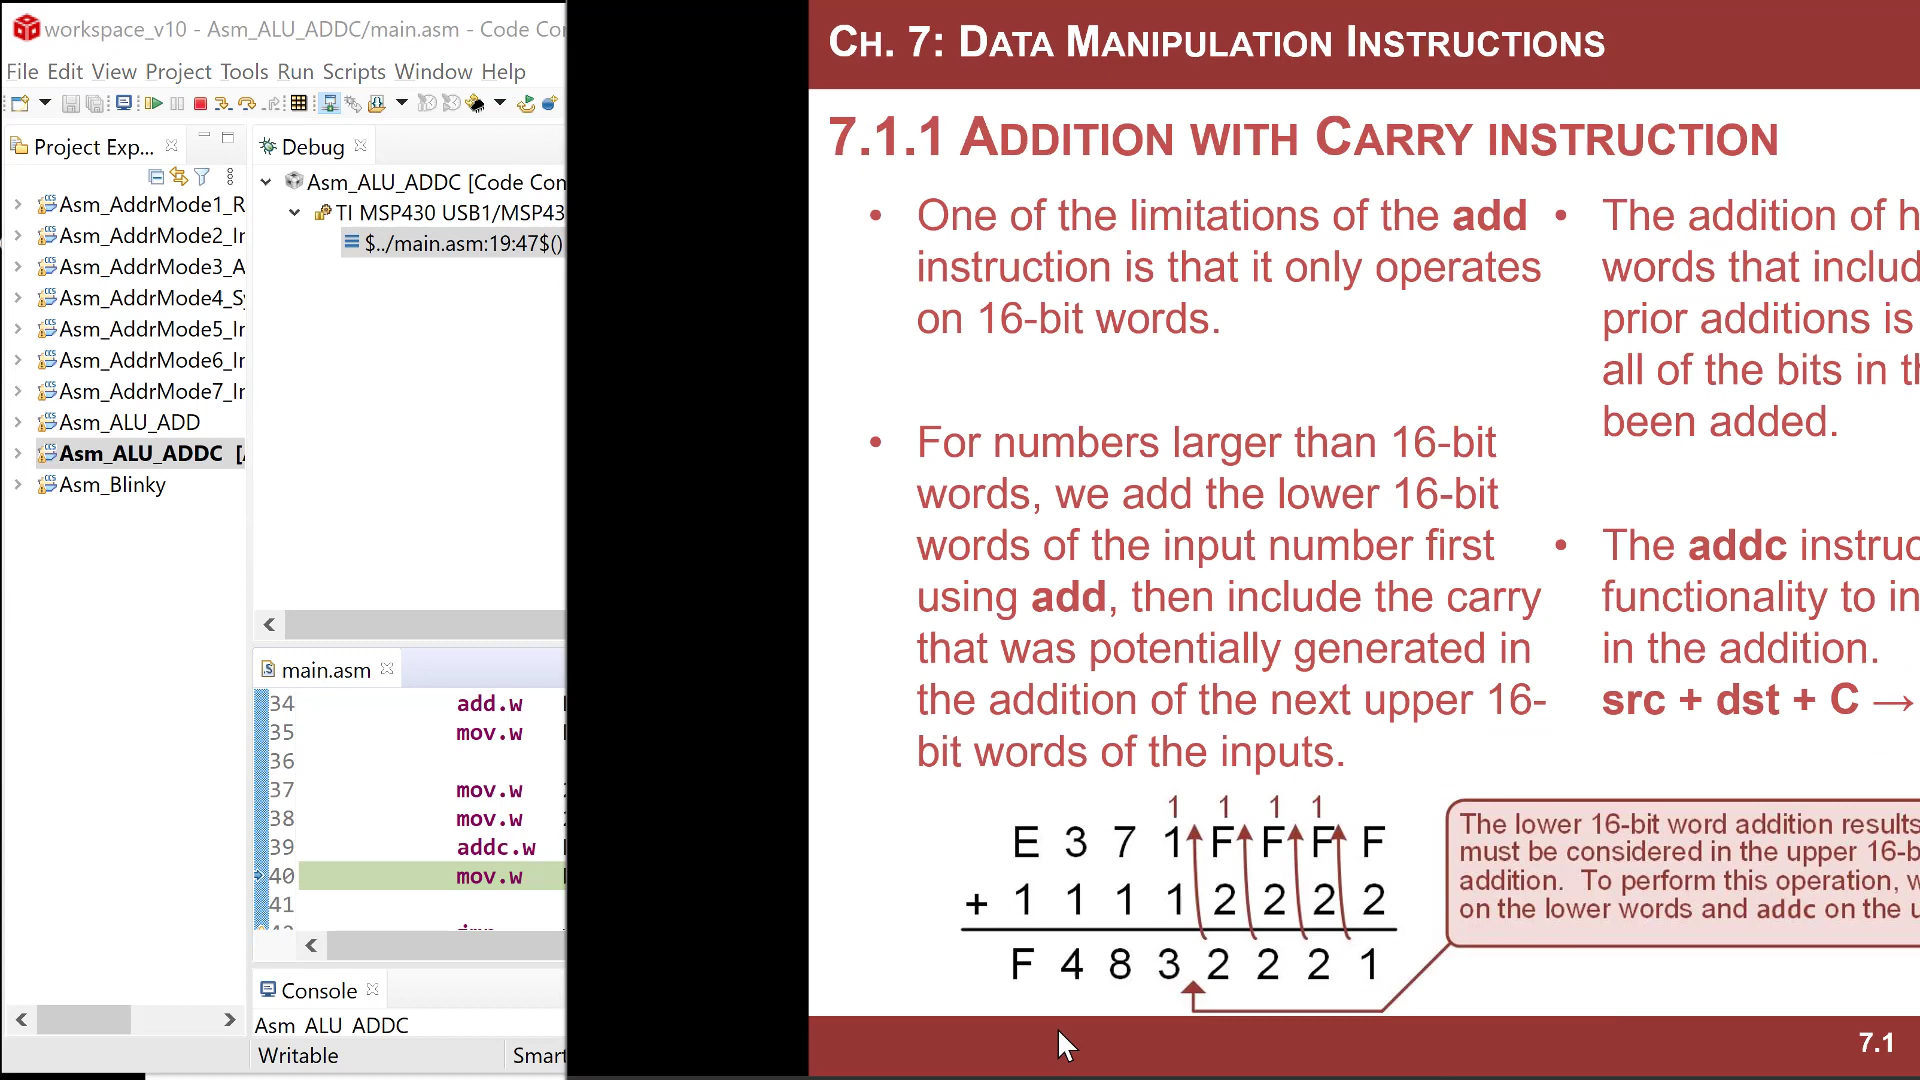 workspace_v10 - Asm_ALU_ADDC/main.asm - Code Co
File Edit View Project Tools Run Scripts Window Help
Project Exp...
Asm_AddrMode1_R
Asm_AddrMode2_In
Asm_AddrMode3_A
Asm_AddrMode4_Sy
Asm_AddrMode5_In
Asm_AddrMode6_In
Asm_AddrMode7_In
Asm_ALU_ADD
Asm_ALU_ADDC [
Asm_Blinky
Debug
Asm_ALU_ADDC [Code Con
TI MSP430 USB1/MSP43
$../main.asm:19:47$()
main.asm
34 add.w
35 mov.w
36
37 mov.w
38 mov.w
39 addc.w
40 mov.w
41
Console
Asm_ALU_ADDC
Writable Smart
CH. 7: DATA MANIPULATION INSTRUCTIONS
7.1.1 ADDITION WITH CARRY INSTRUCTION
• One of the limitations of the add
instruction is that it only operates
on 16-bit words.
• For numbers larger than 16-bit
words, we add the lower 16-bit
words of the input number first
using add, then include the carry
that was potentially generated in
the addition of the next upper 16-
bit words of the inputs.
• The addition of h
words that includ
prior additions is
all of the bits in th
been added.
• The addc instruc
functionality to in
in the addition.
src + dst + C →
1 1 1 1
E 3 7 1 F F F F
+ 1 1 1 1 2 2 2 2
F 4 8 3 2 2 2 1
The lower 16-bit word addition results
must be considered in the upper 16-b
addition. To perform this operation, w
on the lower words and addc on the u
7.1